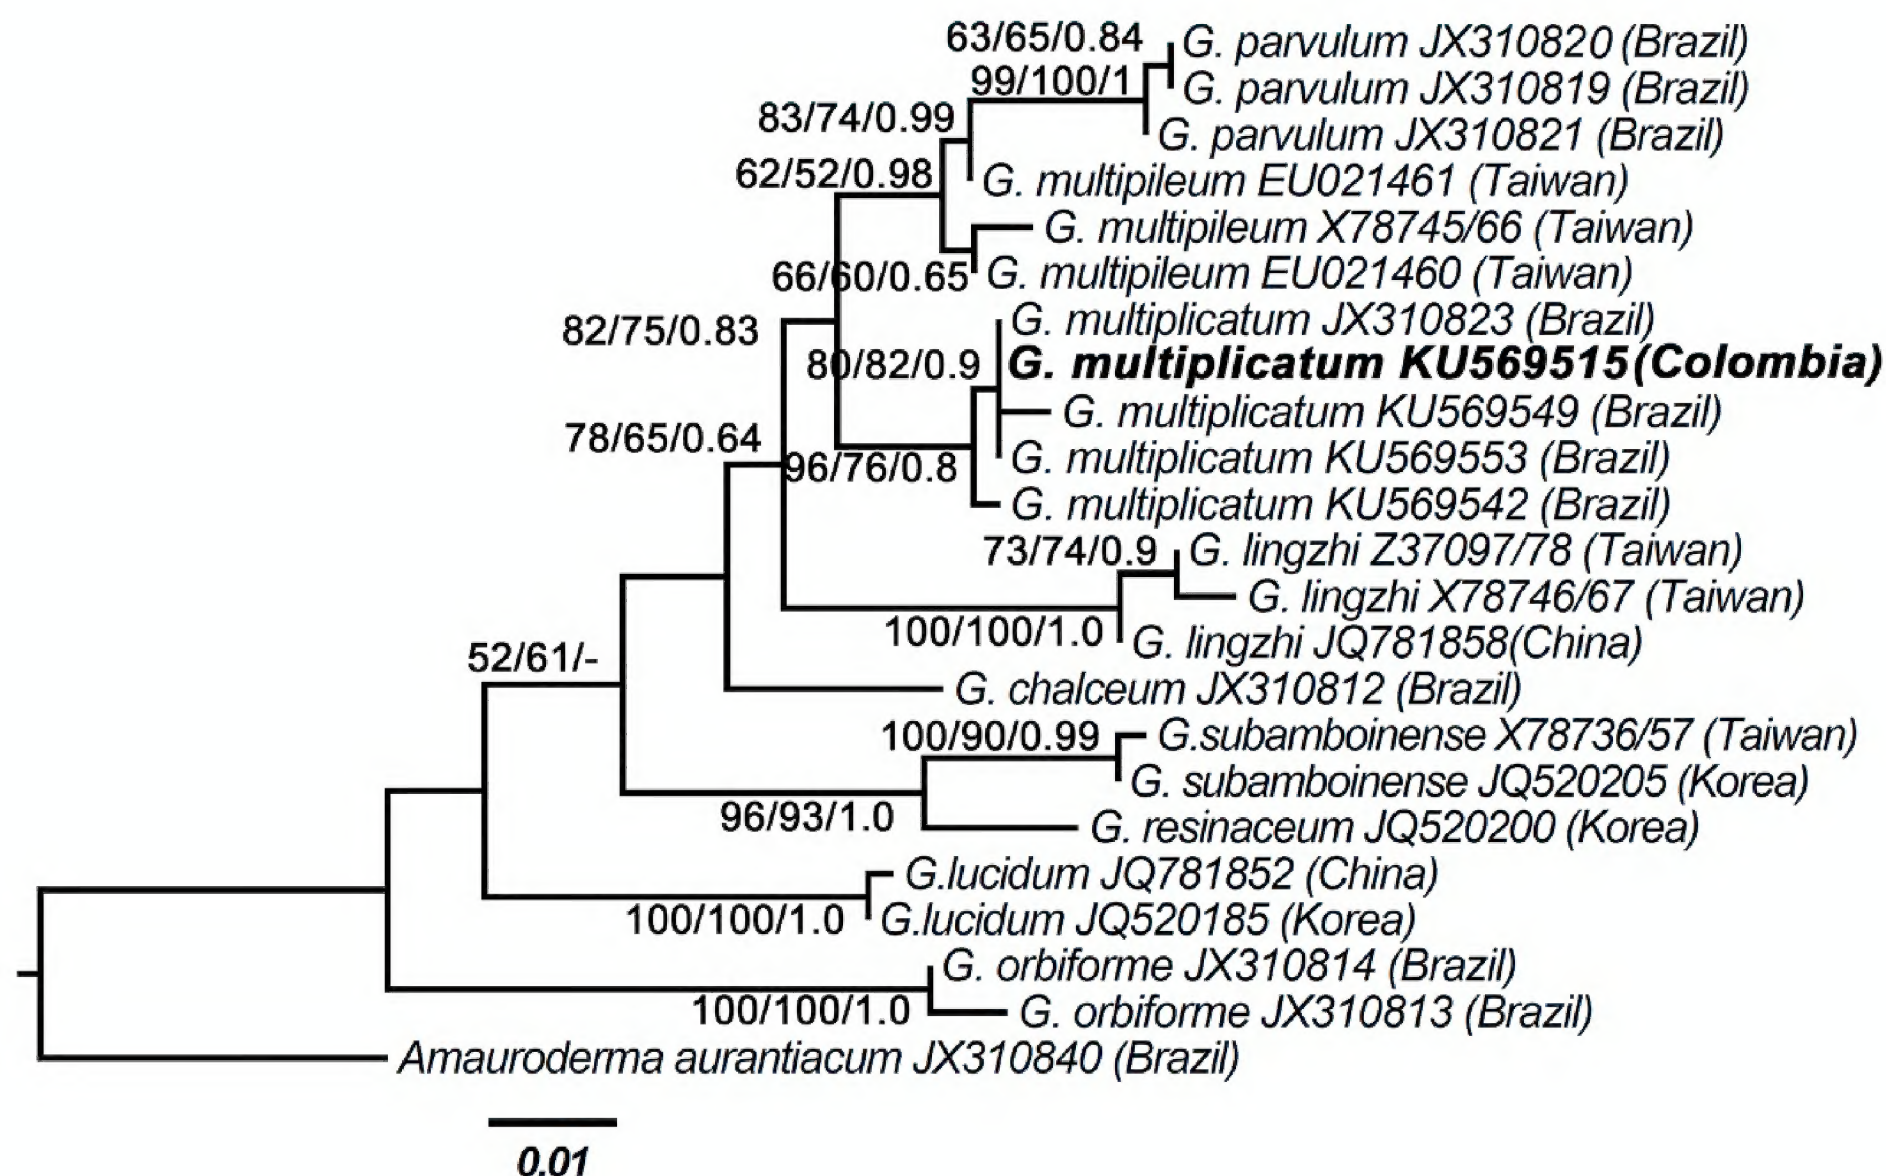 63/65/0.84
G. parvulum JX310820 (Brazil)
99/100/1
G. parvulum JX310819 (Brazil)
83/74/0.99
G. parvulum JX310821 (Brazil)
62/52/0.98
G. multipileum EU021461 (Taiwan)
G. multipileum X78745/66 (Taiwan)
66/60/0.65
G. multipileum EU021460 (Taiwan)
82/75/0.83
G. multiplicatum JX310823 (Brazil)
80/82/0.9
G. multiplicatum KU569515(Colombia)
G. multiplicatum KU569549 (Brazil)
78/65/0.64
96/76/0.8
G. multiplicatum KU569553 (Brazil)
G. multiplicatum KU569542 (Brazil)
73/74/0.9
G. lingzhi Z37097/78 (Taiwan)
G. lingzhi X78746/67 (Taiwan)
100/100/1.0
G. lingzhi JQ781858(China)
52/61/-
G. chalceum JX310812 (Brazil)
100/90/0.99
G.subamboinense X78736/57 (Taiwan)
G. subamboinense JQ520205 (Korea)
96/93/1.0
G. resinaceum JQ520200 (Korea)
G.lucidum JQ781852 (China)
100/100/1.0
G.lucidum JQ520185 (Korea)
G. orbiforme JX310814 (Brazil)
100/100/1.0
G. orbiforme JX310813 (Brazil)
Amauroderma aurantiacum JX310840 (Brazil)
0.01